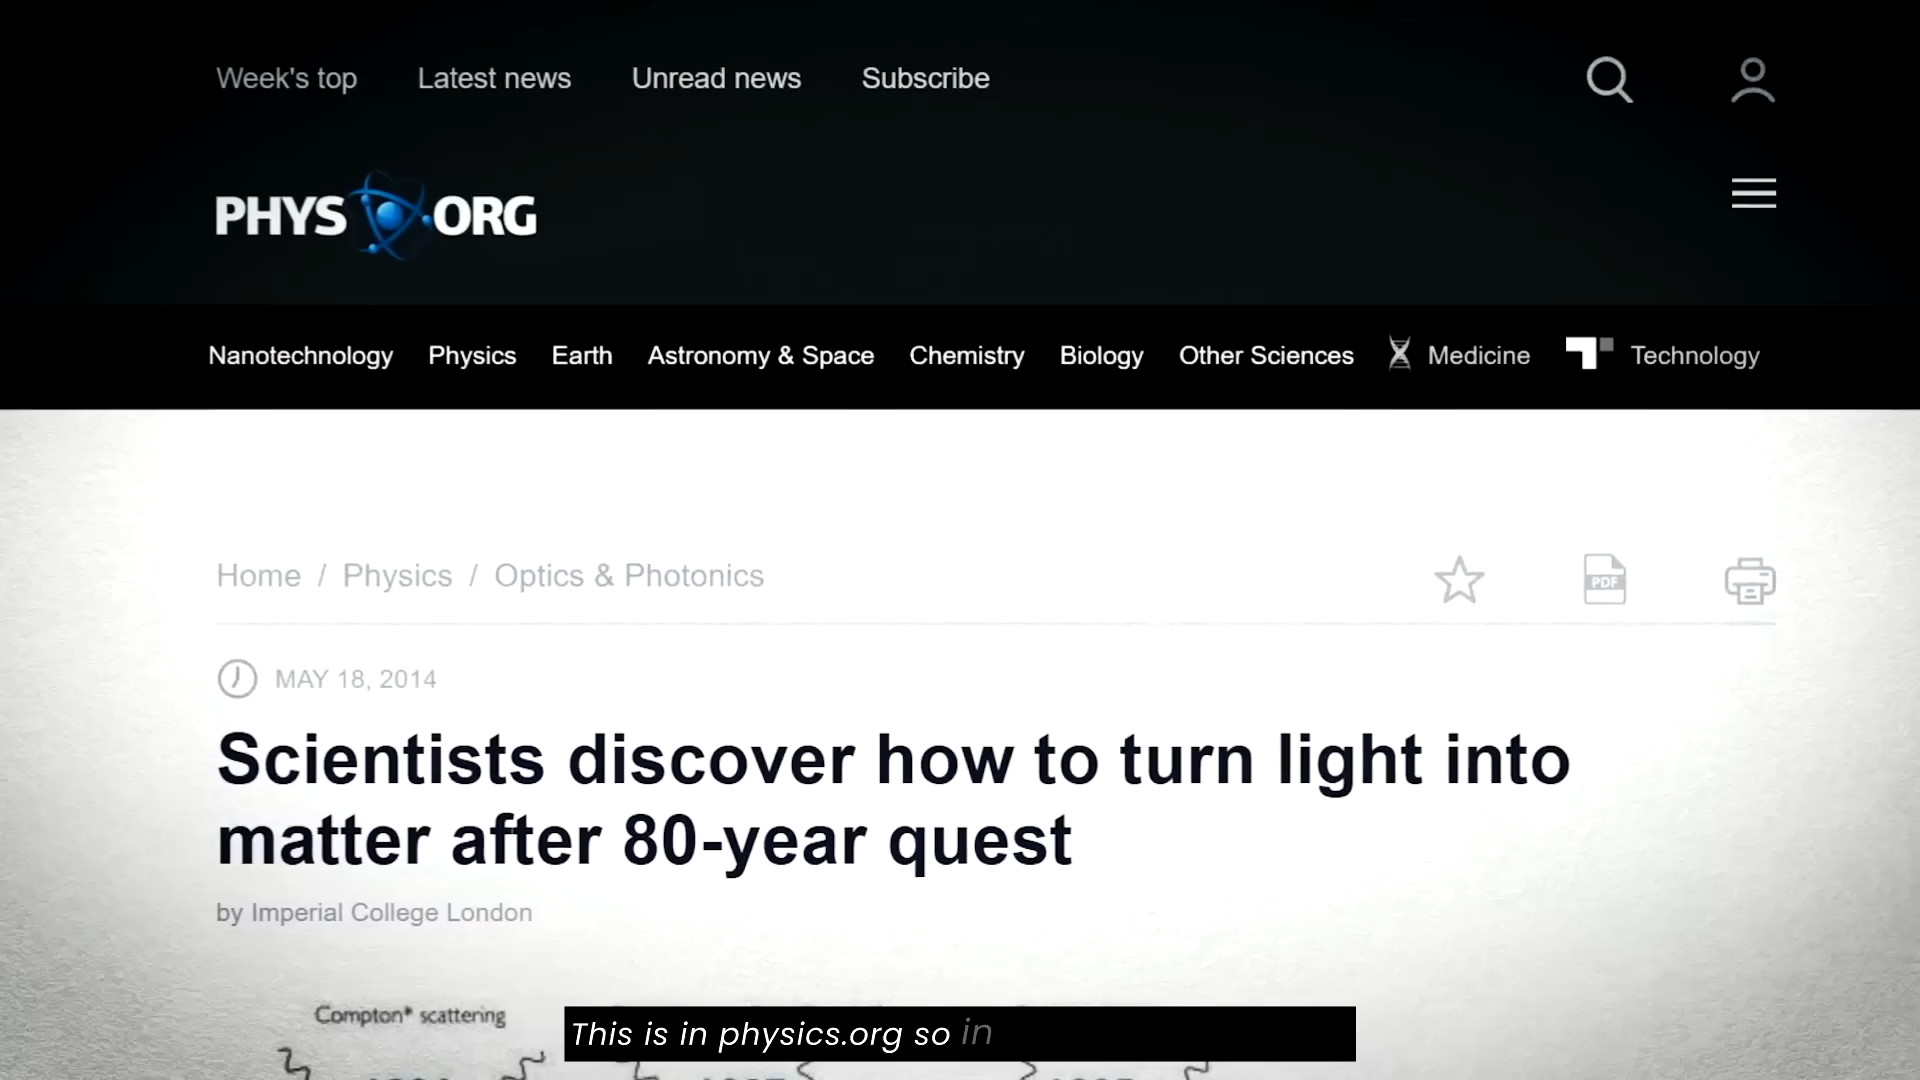 Week's top Latest news Unread news Subscribe
PHYS ORG
Nanotechnology Physics Earth Astronomy & Space Chemistry Biology Other Sciences Medicine Technology
Home / Physics / Optics & Photonics
PDF
MAY 18, 2014
Scientists discover how to turn light into
matter after 80-year quest
by Imperial College London
Compton* scattering
This is in physics.org so in